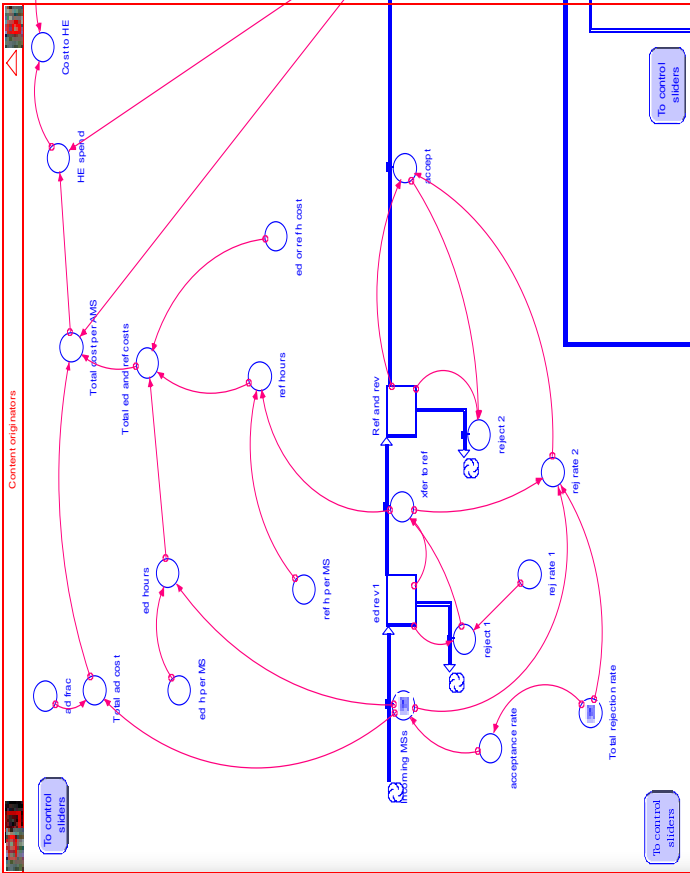 Content originators
To control
sliders
ad frac
Cost to HE
HE spend
Total ad cost
Total cost per AMS
Total ed and ref costs
ed hours
ed h per MS
ref hours
ed or ref h cost
ref h per MS
ed rev 1
Ref and rev
Incoming MSs
xfer to ref
accept
reject 1
reject 2
acceptance rate
rej rate 1
rej rate 2
Total rejection rate
To control
sliders
To control
sliders